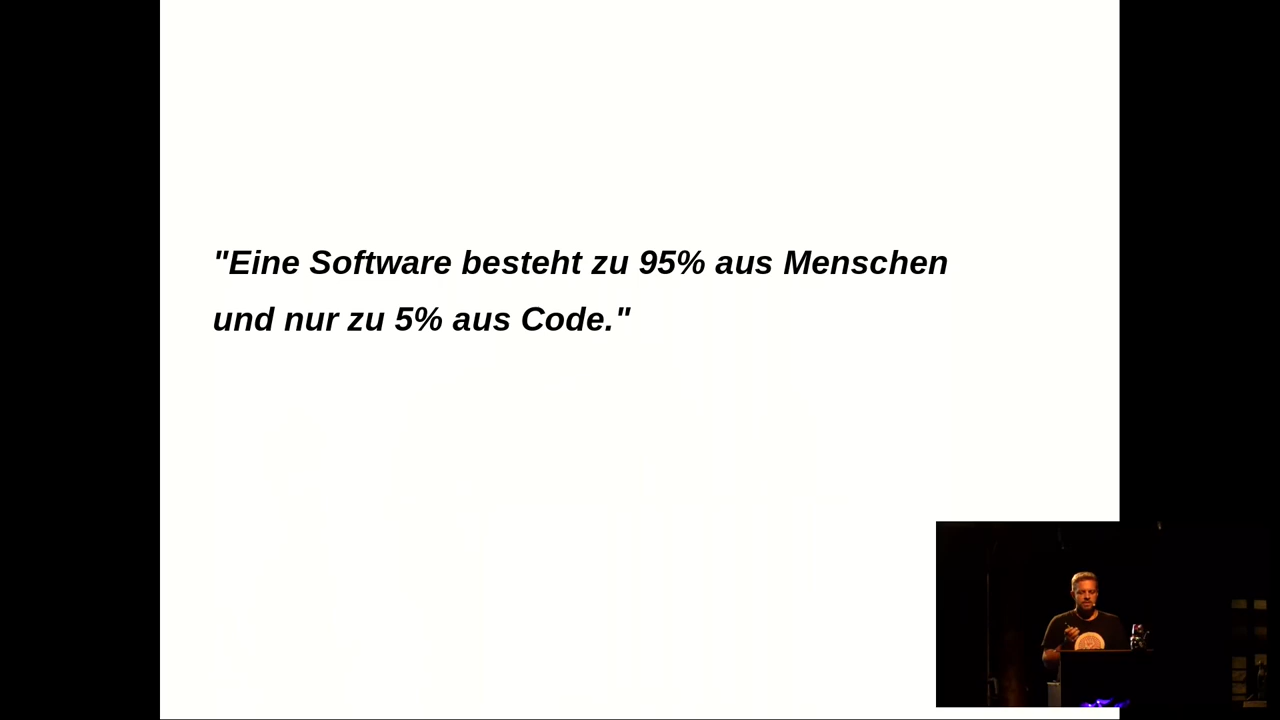 "Eine Software besteht zu 95% aus Menschen
und nur zu 5% aus Code."